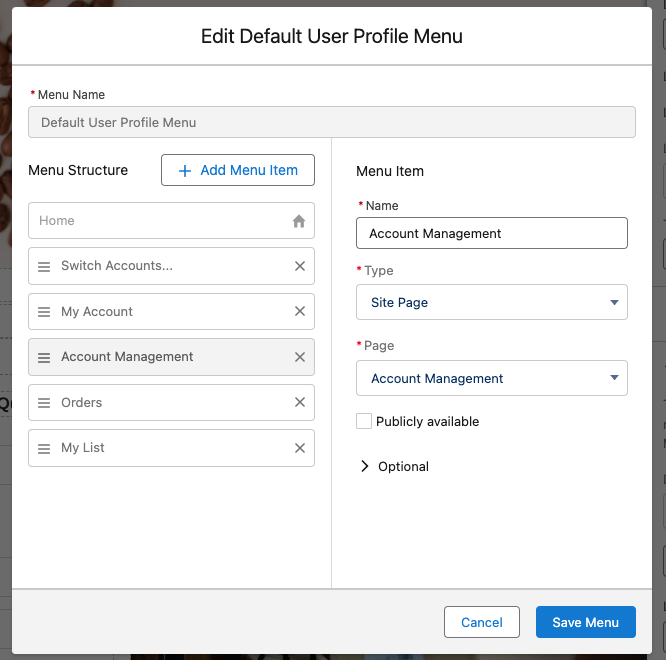 Edit Default User Profile Menu
* Menu Name
Default User Profile Menu
Menu Structure
+ Add Menu Item
Home
Switch Accounts...
My Account
Account Management
Orders
My List
Menu Item
* Name
Account Management
* Type
Site Page
* Page
Account Management
Publicly available
Optional
Cancel
Save Menu